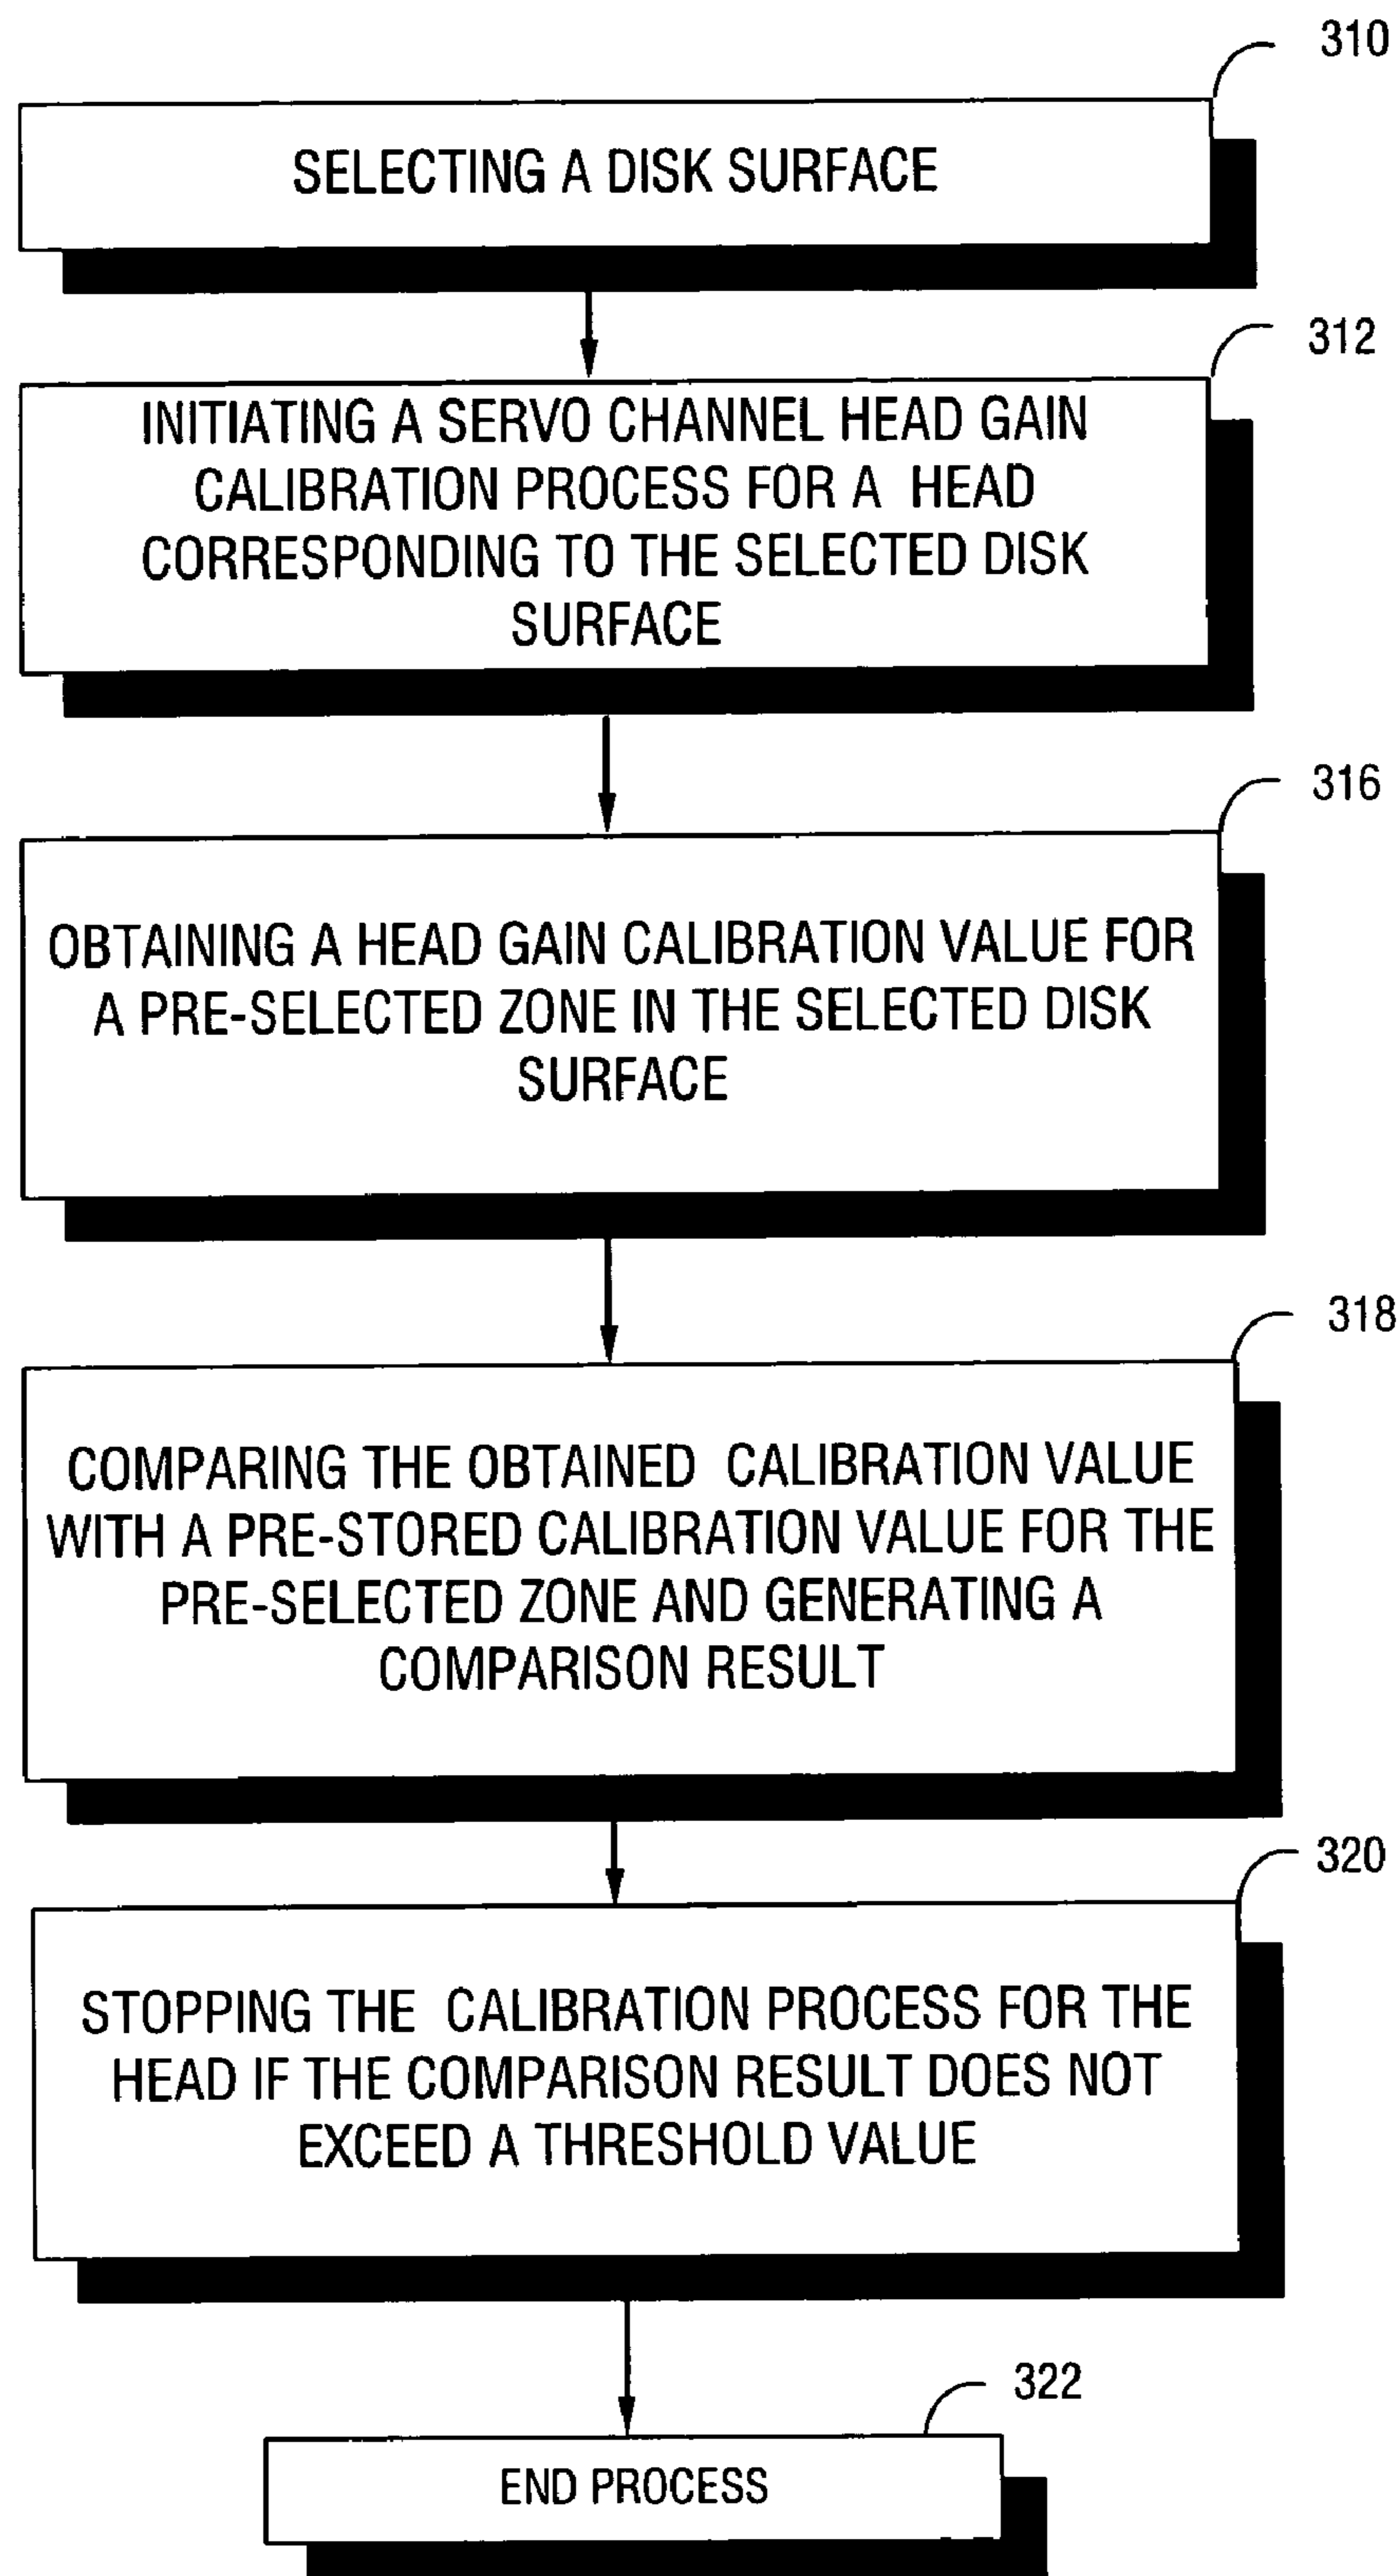 310
SELECTING A DISK SURFACE
312
INITIATING A SERVO CHANNEL HEAD GAIN
CALIBRATION PROCESS FOR A HEAD
CORRESPONDING TO THE SELECTED DISK
SURFACE
316
OBTAINING A HEAD GAIN CALIBRATION VALUE FOR
A PRE-SELECTED ZONE IN THE SELECTED DISK
SURFACE
318
COMPARING THE OBTAINED CALIBRATION VALUE
WITH A PRE-STORED CALIBRATION VALUE FOR THE
PRE-SELECTED ZONE AND GENERATING A
COMPARISON RESULT
320
STOPPING THE CALIBRATION PROCESS FOR THE
HEAD IF THE COMPARISON RESULT DOES NOT
EXCEED A THRESHOLD VALUE
322
END PROCESS